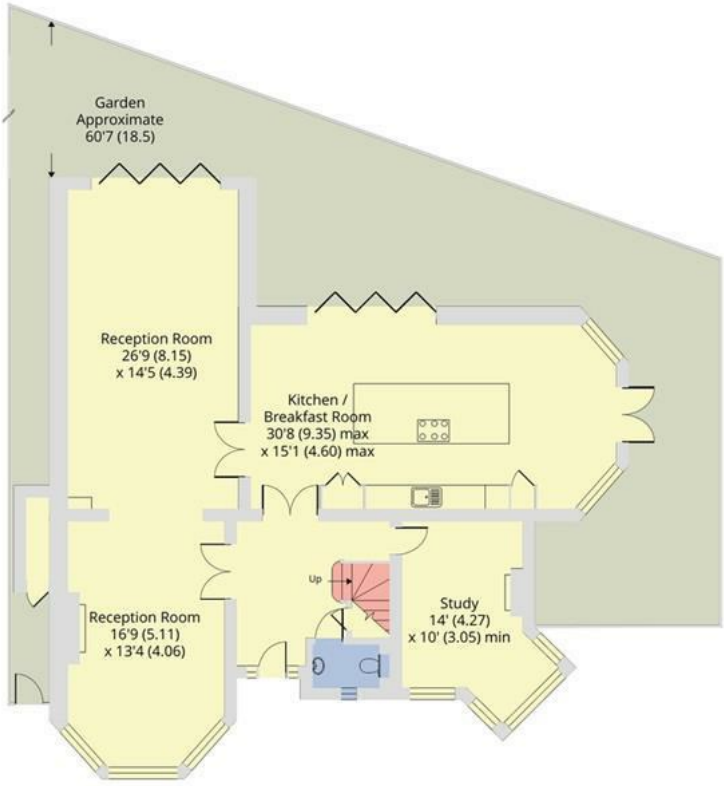 Garden
Approximate
60'7 (18.5)
Reception Room
26'9 (8.15)
x 14'5 (4.39)
Kitchen /
Breakfast Room
30'8 (9.35) max
x 15'1 (4.60) max
Up
Study
14' (4.27)
x 10' (3.05) min
Reception Room
16'9 (5.11)
x 13'4 (4.06)